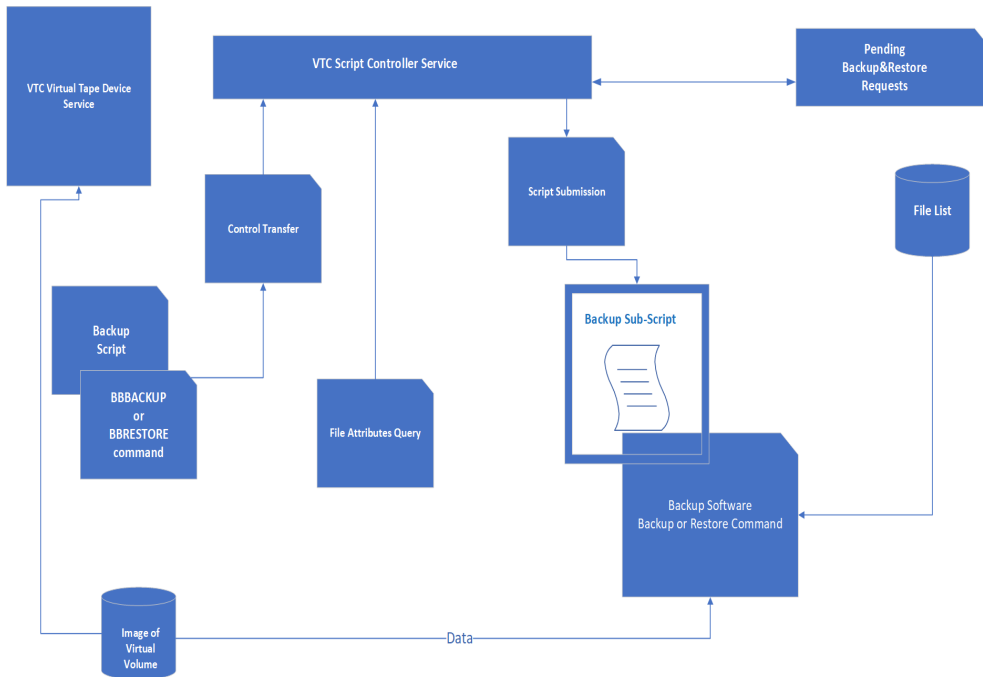 VTC Virtual Tape Device
Service
VTC Script Controller Service
Pending
Backup&Restore
Requests
Script Submission
File List
Control Transfer
Backup
Script
BBBACKUP
or
BBRESTORE
command
File Attributes Query
Backup Sub-Script
Backup Software
Backup or Restore Command
Image of
Virtual
Volume
Data